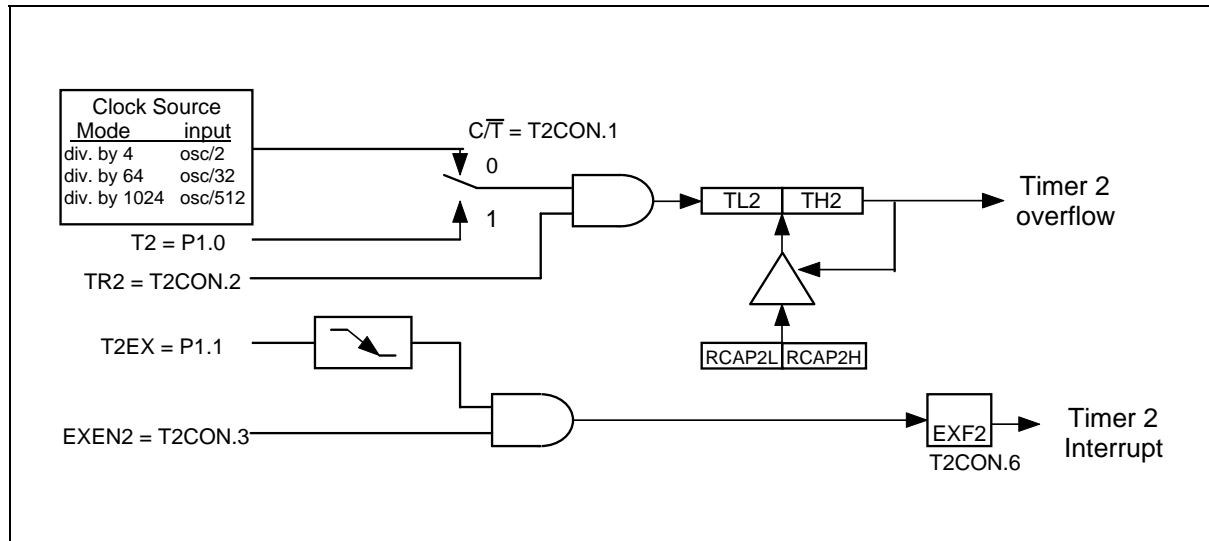 Clock Source
Mode input
div. by 4 osc/2
div. by 64 osc/32
div. by 1024 osc/512
C/T̅ = T2CON.1
0
1
T2 = P1.0
TR2 = T2CON.2
TL2 TH2
Timer 2
overflow
T2EX = P1.1
RCAP2L RCAP2H
EXEN2 = T2CON.3
EXF2
T2CON.6
Timer 2
Interrupt